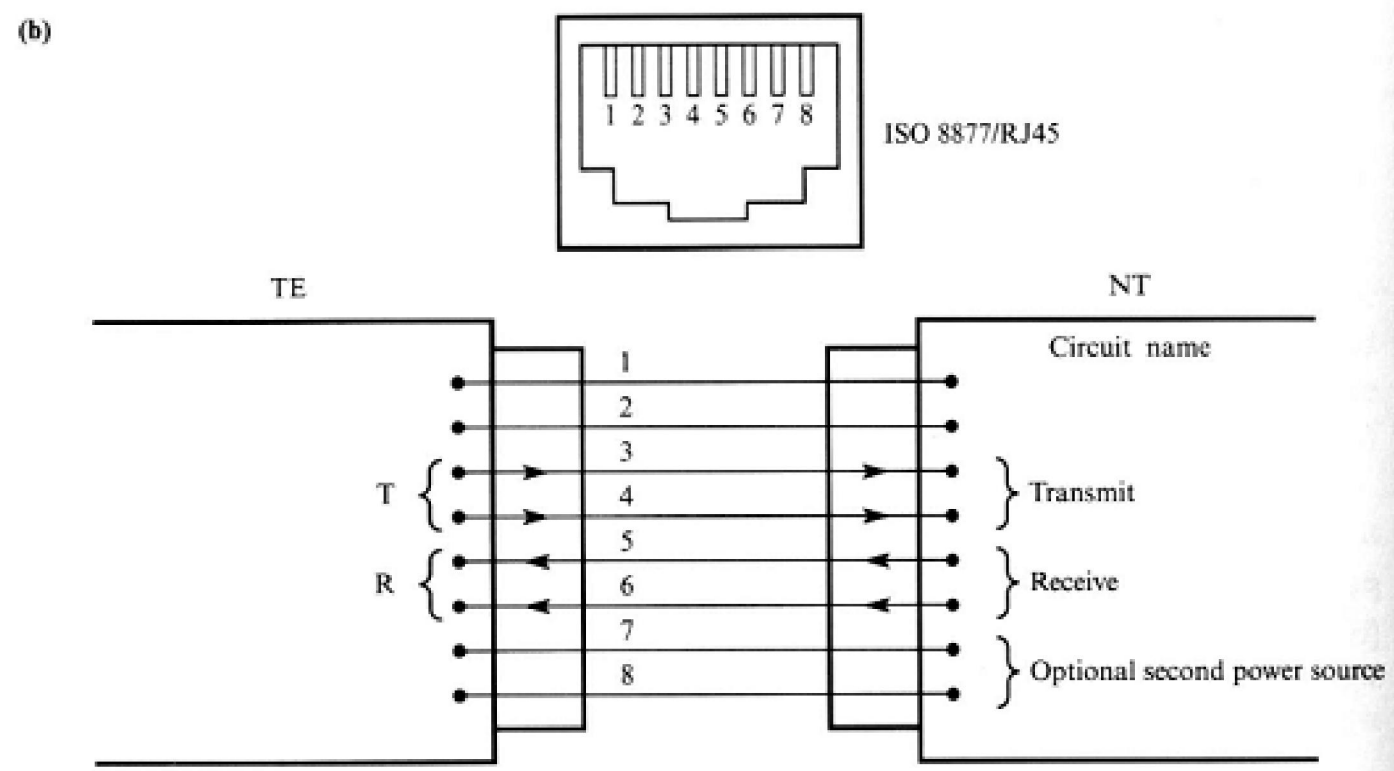 (b)
1 2 3 4 5 6 7 8
ISO 8877/RJ45
TE
NT
Circuit name
1
2
3
T
Transmit
4
5
R
Receive
6
7
Optional second power source
8